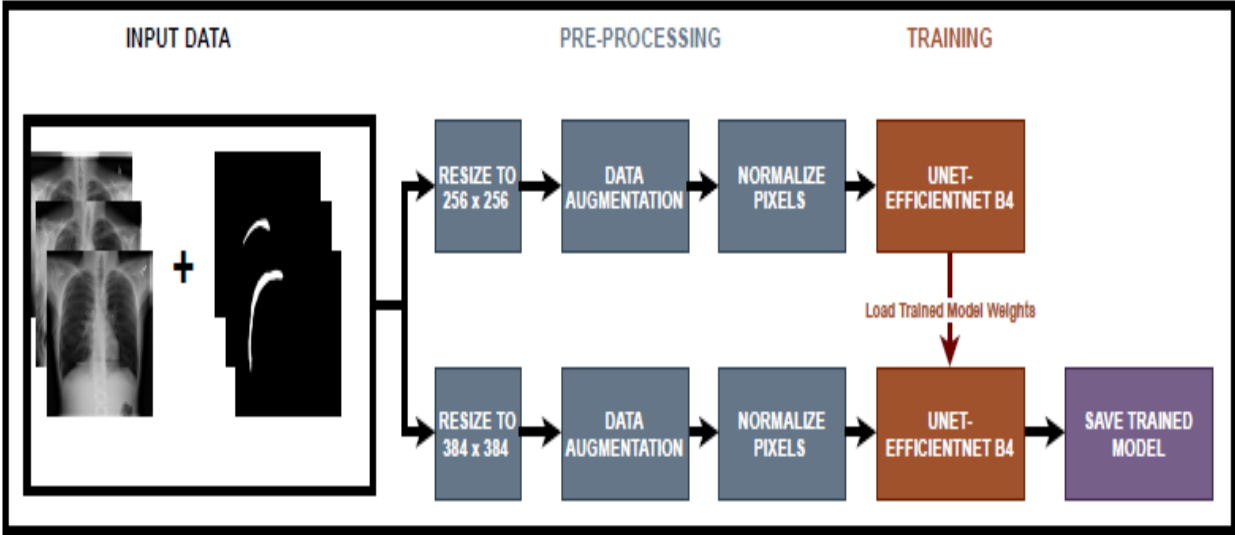 INPUT DATA
PRE-PROCESSING
TRAINING
+
RESIZE TO
256 x 256
DATA
AUGMENTATION
NORMALIZE
PIXELS
UNET-
EFFICIENTNET B4
Load Trained Model Weights
RESIZE TO
384 x 384
DATA
AUGMENTATION
NORMALIZE
PIXELS
UNET-
EFFICIENTNET B4
SAVE TRAINED
MODEL